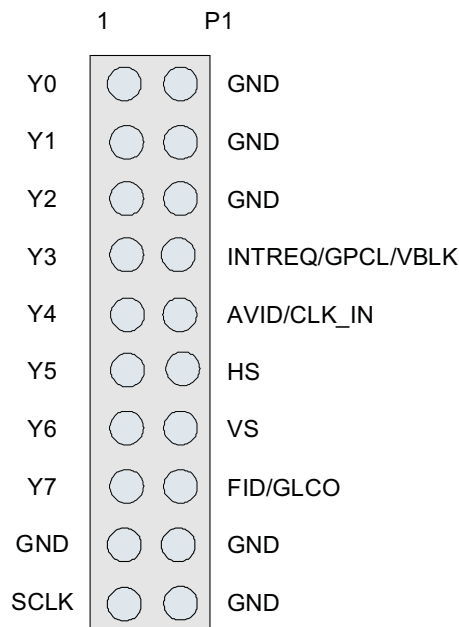 1 P1
Y0 GND
Y1 GND
Y2 GND
Y3 INTREQ/GPCL/VBLK
Y4 AVID/CLK_IN
Y5 HS
Y6 VS
Y7 FID/GLCO
GND GND
SCLK GND